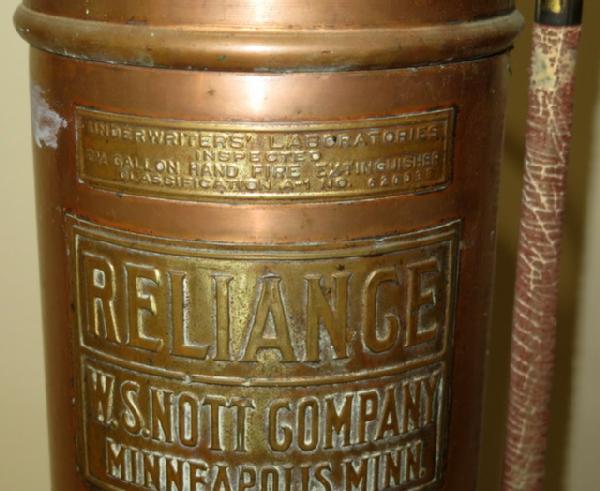 UNDERWRITERS' LABORATORIES
INSPECTED
2½ GALLON HAND FIRE EXTINGUISHER
CLASSIFICATION A-1 NO.
RELIANCE
W.S.NOTT COMPANY
MINNEAPOLIS MINN.